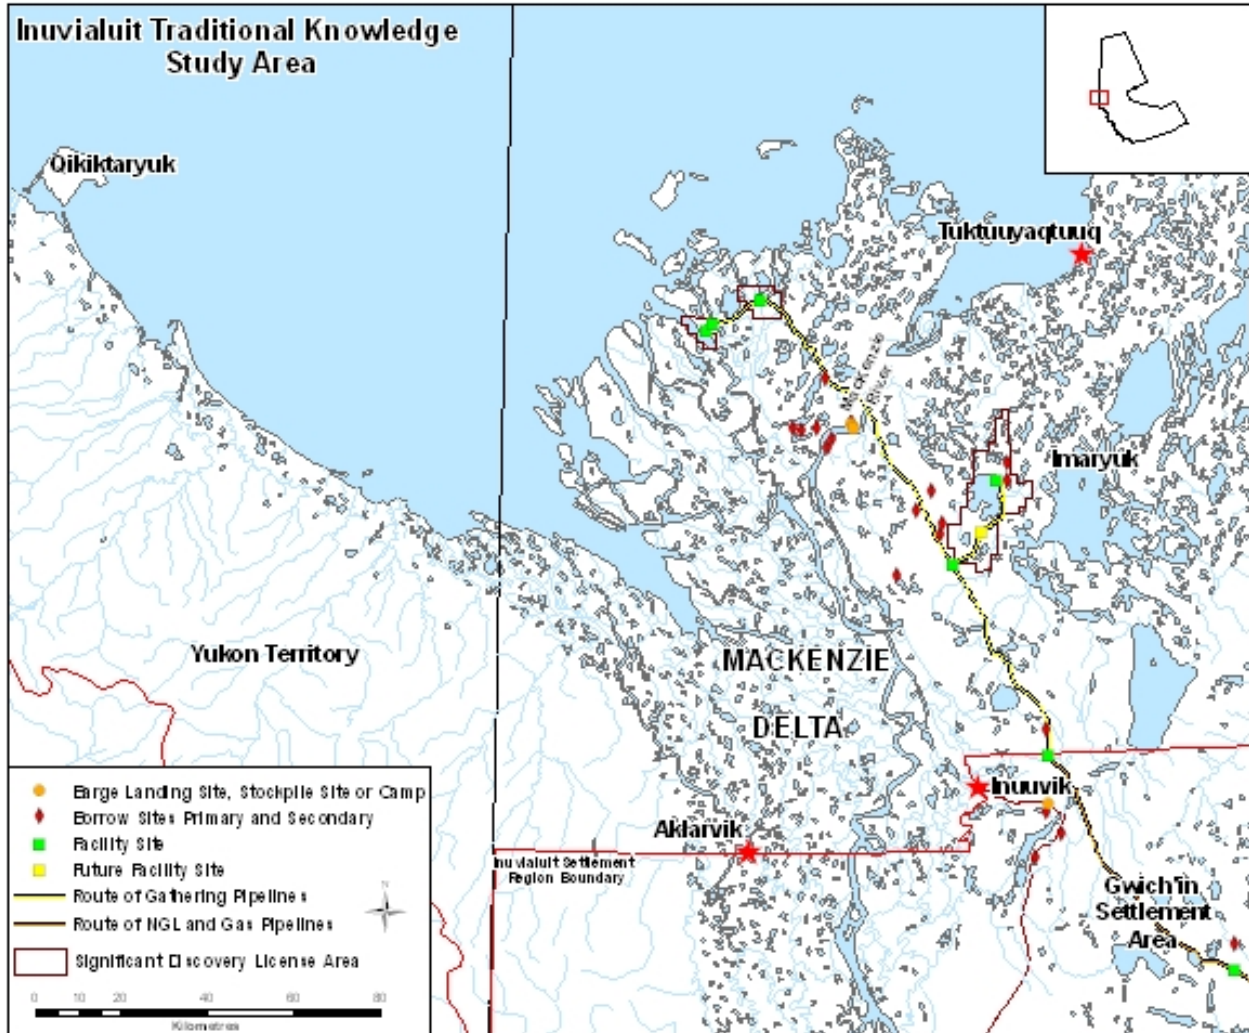 Inuvialuit Traditional Knowledge
Study Area
Qikiktaryuk
Tuktuuyaqtuuq
Mackenzie
River
Imaryuk
Yukon Territory
MACKENZIE
DELTA
Inuuvik
Aklarvik
Inuvialuit Settlement
Region Boundary
Gwich'in
Settlement
Area
Barge Landing Site, Stockpile Site or Camp
Borrow Sites Primary and Secondary
Facility Site
Future Facility Site
Route of Gathering Pipelines
Route of NGL and Gas Pipelines
Significant Discovery License Area
N
0 10 20 40 60 80
Kilometres